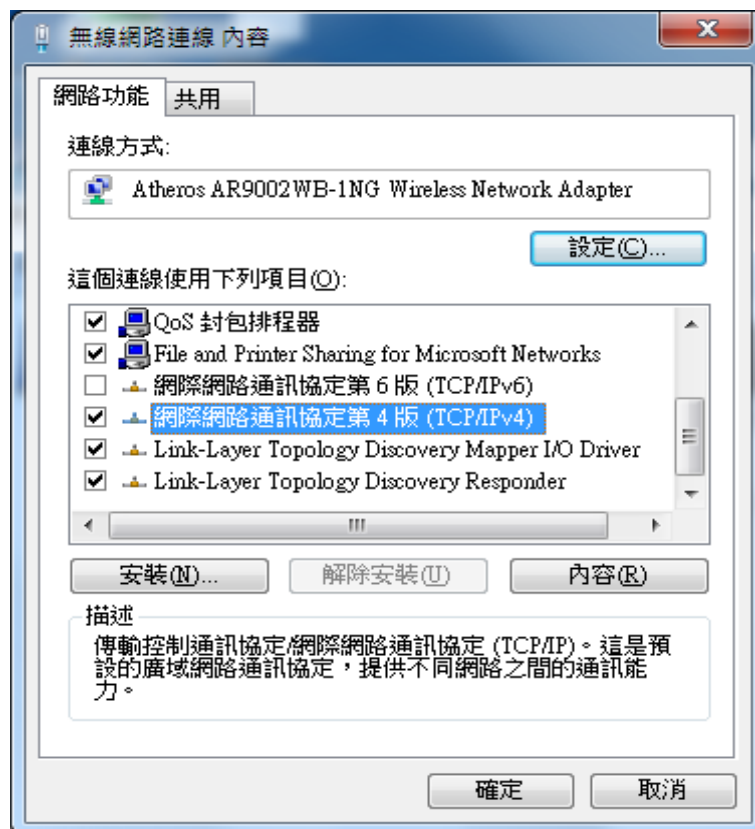 無線網路連線 內容
網路功能
共用
連線方式:
Atheros AR9002WB-1NG Wireless Network Adapter
設定(C)...
這個連線使用下列項目(O):
QoS 封包排程器
File and Printer Sharing for Microsoft Networks
網際網路通訊協定第 6 版 (TCP/IPv6)
網際網路通訊協定第 4 版 (TCP/IPv4)
Link-Layer Topology Discovery Mapper I/O Driver
Link-Layer Topology Discovery Responder
安裝(N)...
解除安裝(U)
內容(R)
描述
傳輸控制通訊協定/網際網路通訊協定 (TCP/IP)。這是預
設的廣域網路通訊協定，提供不同網路之間的通訊能
力。
確定
取消